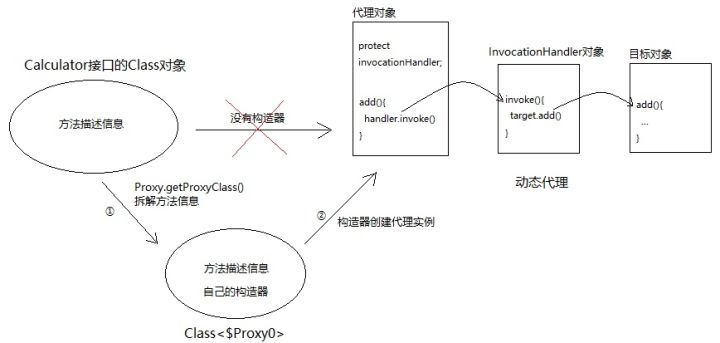 代理对象
protect
invocationHandler;
add(){
handler.invoke()
}
InvocationHandler对象
invoke(){
target.add()
}
目标对象
add(){
...
}
动态代理
Calculator接口的Class对象
方法描述信息
没有构造器
Proxy.getProxyClass()
拆解方法信息
①
②
构造器创建代理实例
方法描述信息
自己的构造器
Class<$Proxy0>